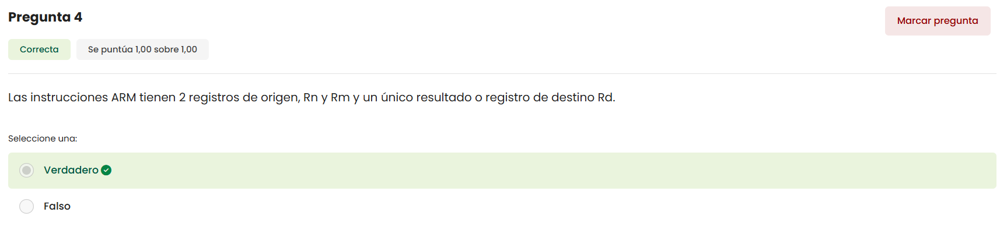 Pregunta 4
Marcar pregunta
Correcta
Se puntúa 1,00 sobre 1,00
Las instrucciones ARM tienen 2 registros de origen, Rn y Rm y un único resultado o registro de destino Rd.
Seleccione una:
Verdadero
Falso